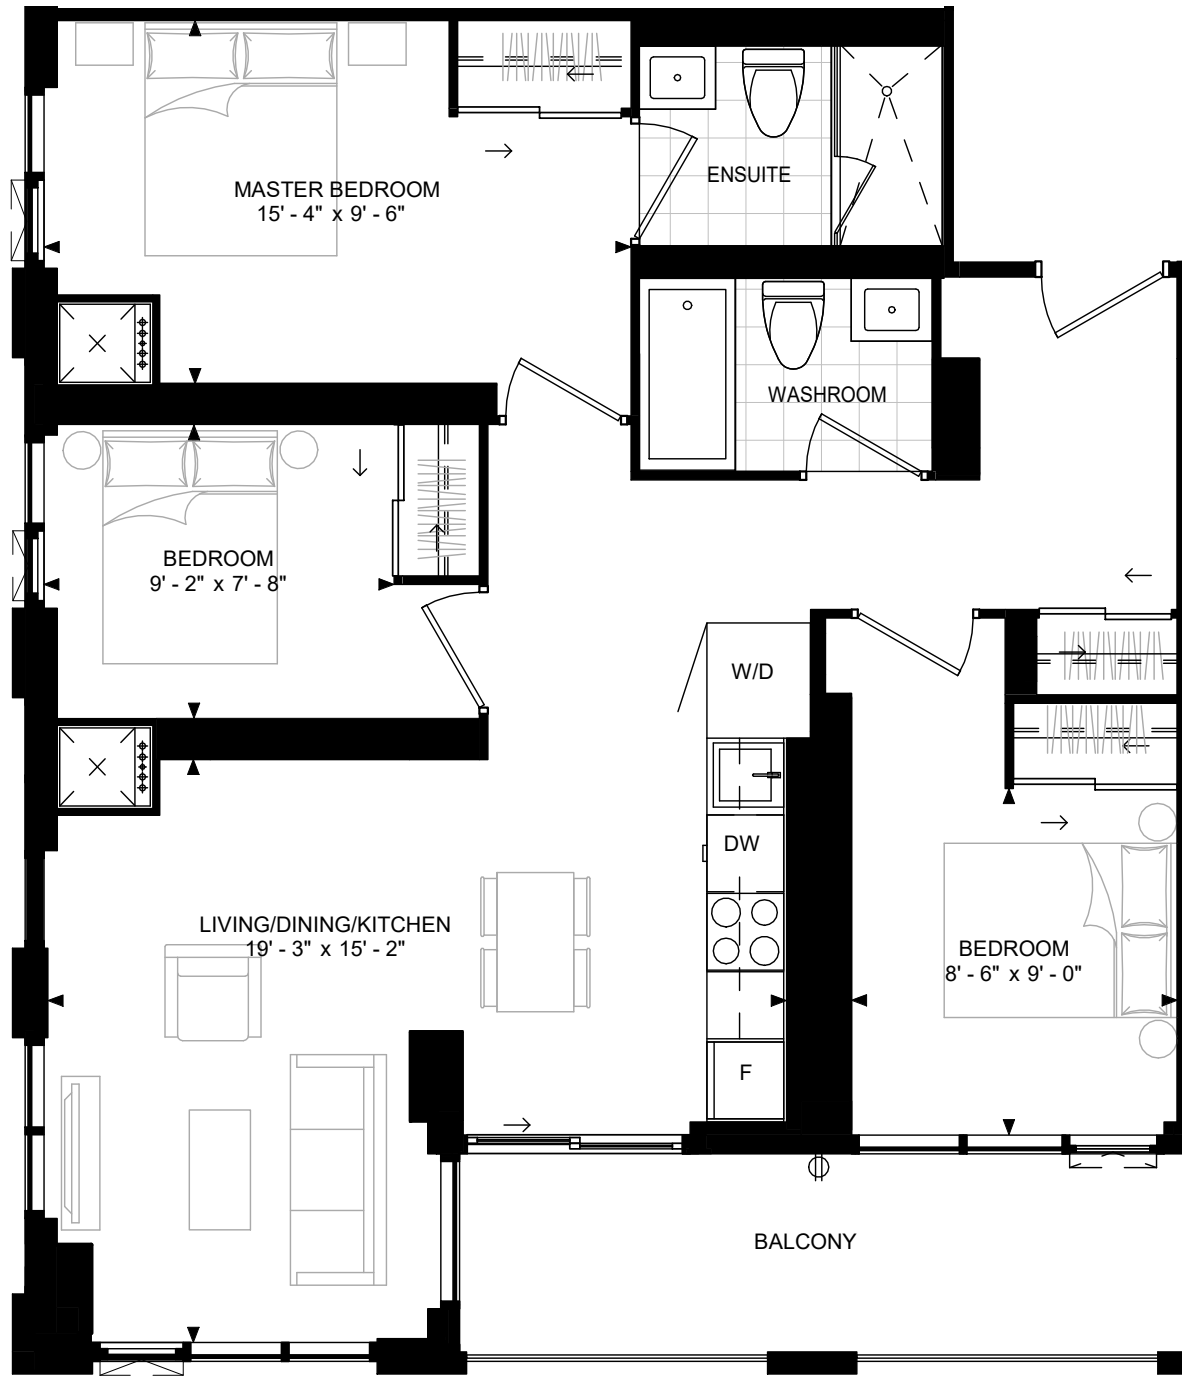 MASTER BEDROOM
15' - 4" x 9' - 6"
ENSUITE
WASHROOM
BEDROOM
9' - 2" x 7' - 8"
W/D
DW
LIVING/DINING/KITCHEN
19' - 3" x 15' - 2"
BEDROOM
8' - 6" x 9' - 0"
F
BALCONY